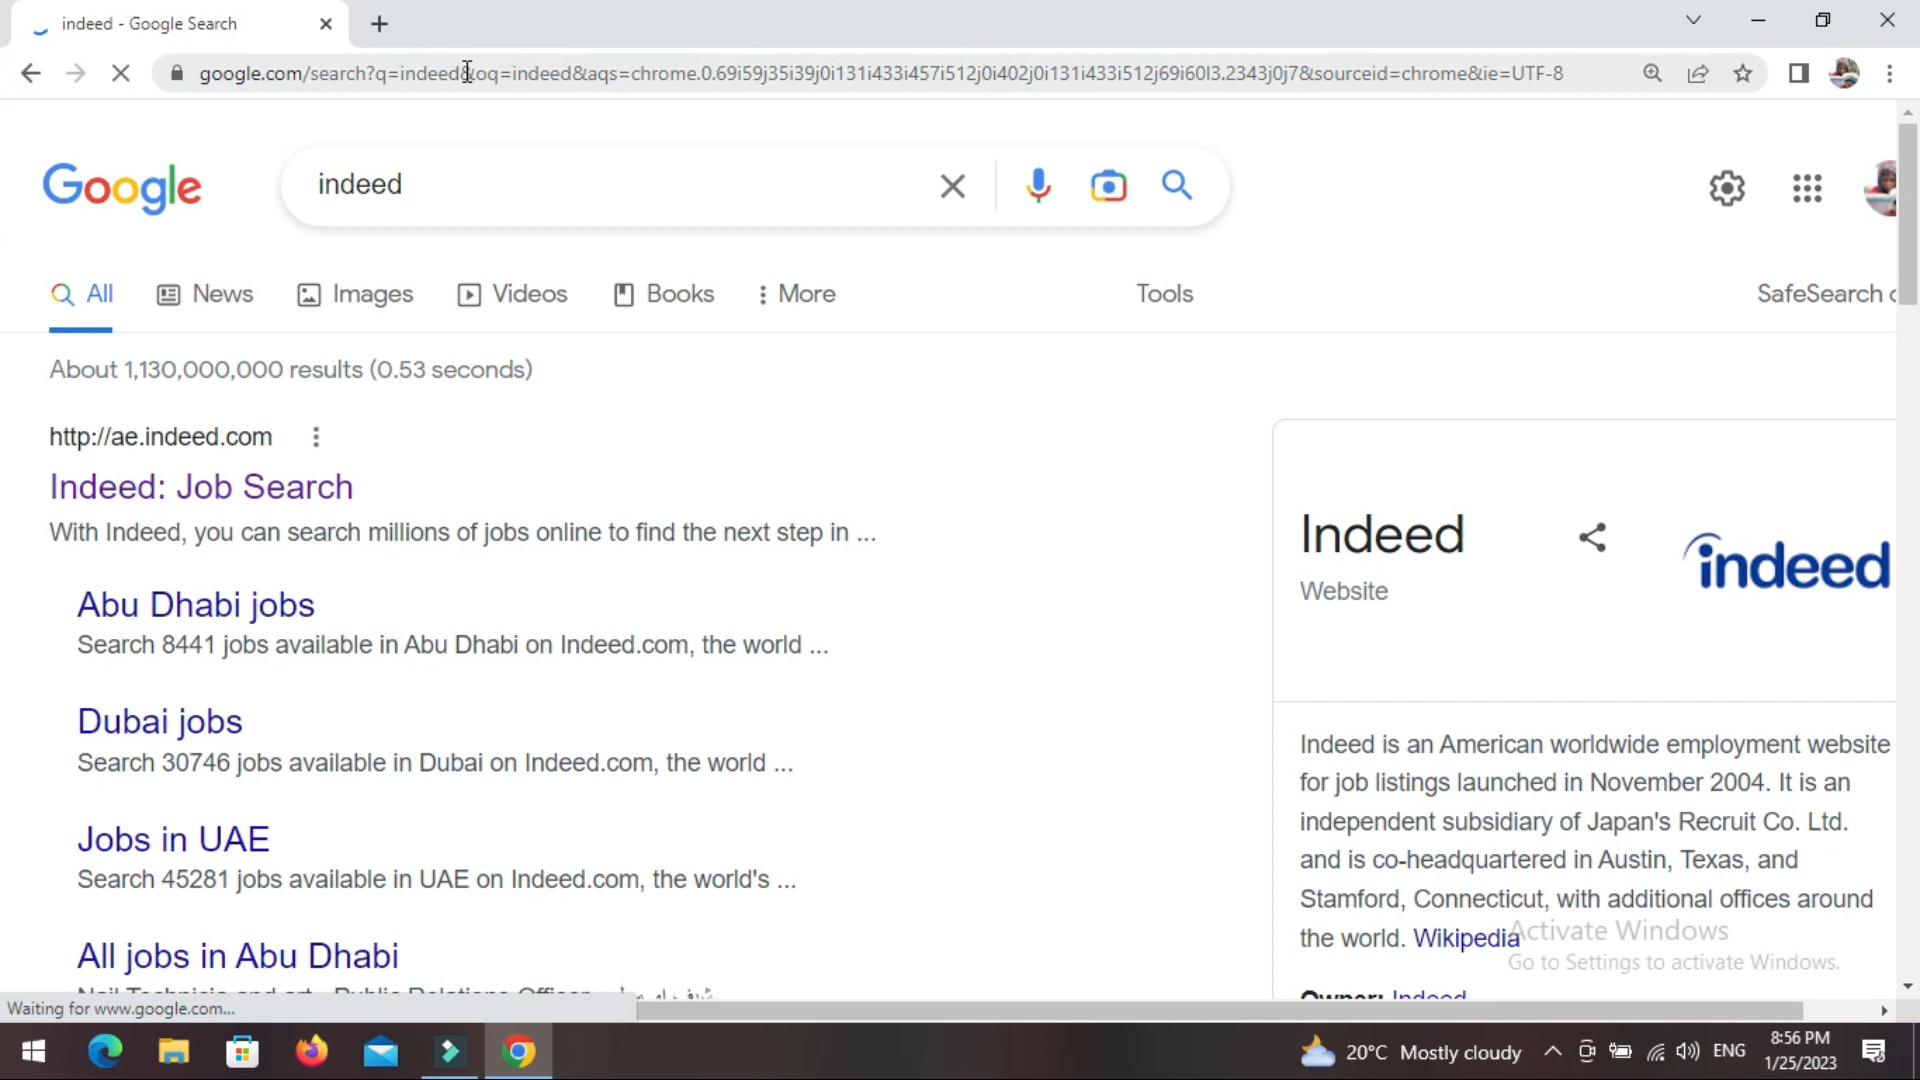 indeed - Google Search
google.com/search?q=indeed&oq=indeed&aqs=chrome.0.69i59j35i39j0i131i433i457i512j0i402j0i131i433i512j69i60l3.2343j0j7&sourceid=chrome&ie=UTF-8
Google
indeed
All
News
Images
Videos
Books
More
Tools
SafeSearch
About 1,130,000,000 results (0.53 seconds)
http://ae.indeed.com
Indeed: Job Search
With Indeed, you can search millions of jobs online to find the next step in ...
Abu Dhabi jobs
Search 8441 jobs available in Abu Dhabi on Indeed.com, the world ...
Dubai jobs
Search 30746 jobs available in Dubai on Indeed.com, the world ...
Jobs in UAE
Search 45281 jobs available in UAE on Indeed.com, the world's ...
All jobs in Abu Dhabi
Indeed
Website
indeed
Indeed is an American worldwide employment website
for job listings launched in November 2004. It is an
independent subsidiary of Japan's Recruit Co. Ltd.
and is co-headquartered in Austin, Texas, and
Stamford, Connecticut, with additional offices around
the world. Wikipedia
Owner: Indeed
Activate Windows
Go to Settings to activate Windows.
Waiting for www.google.com...
20°C Mostly cloudy
ENG
8:56 PM
1/25/2023